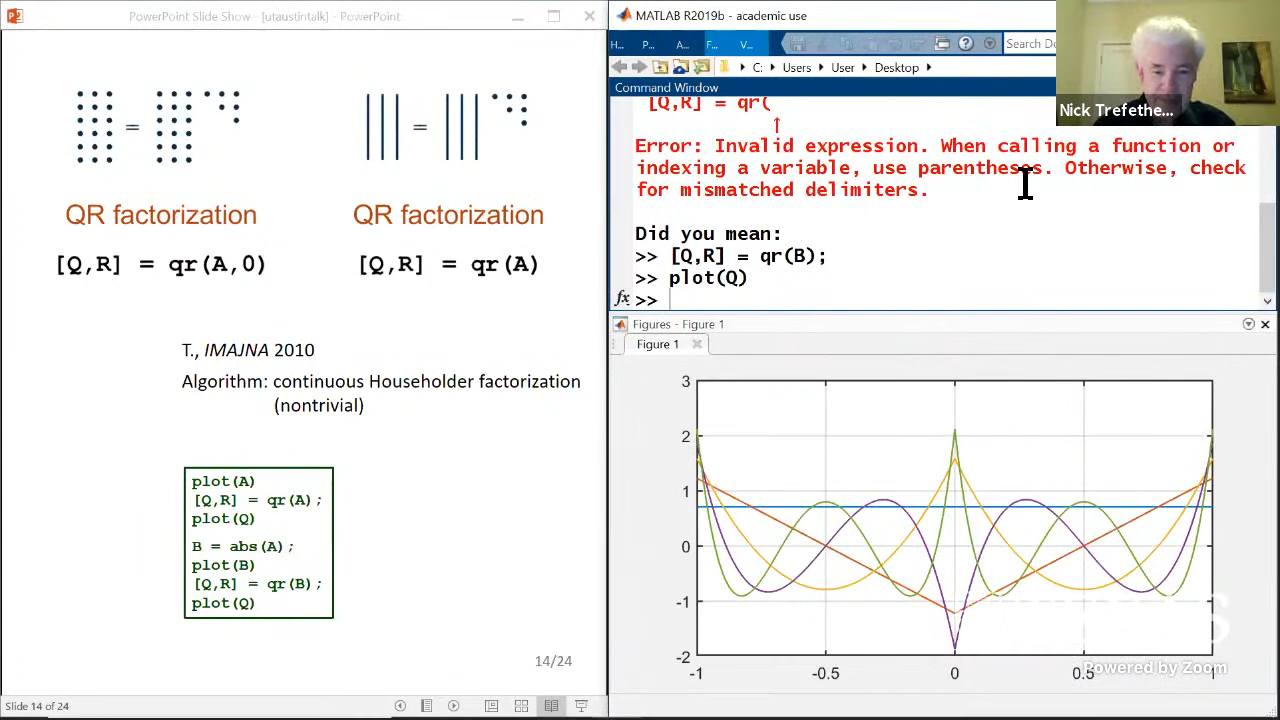 PowerPoint Slide Show - [utaustintalk] - PowerPoint
QR factorization
[Q,R] = qr(A,0)
QR factorization
[Q,R] = qr(A)
T., IMAJNA 2010
Algorithm: continuous Householder factorization
(nontrivial)
plot(A)
[Q,R] = qr(A);
plot(Q)
B = abs(A);
plot(B)
[Q,R] = qr(B);
plot(Q)
14/24
Slide 14 of 24
MATLAB R2019b - academic use
H...
P...
A...
F...
V...
Search Do
C: Users User Desktop
Command Window
[Q,R] = qr(
↑
Error: Invalid expression. When calling a function or
indexing a variable, use parentheses. Otherwise, check
for mismatched delimiters.
Did you mean:
>> [Q,R] = qr(B);
>> plot(Q)
fx >>
Nick Trefethe...
Figures - Figure 1
Figure 1
3
2
1
0
-1
-2
-1
-0.5
0
0.5
1
Powered by Zoom